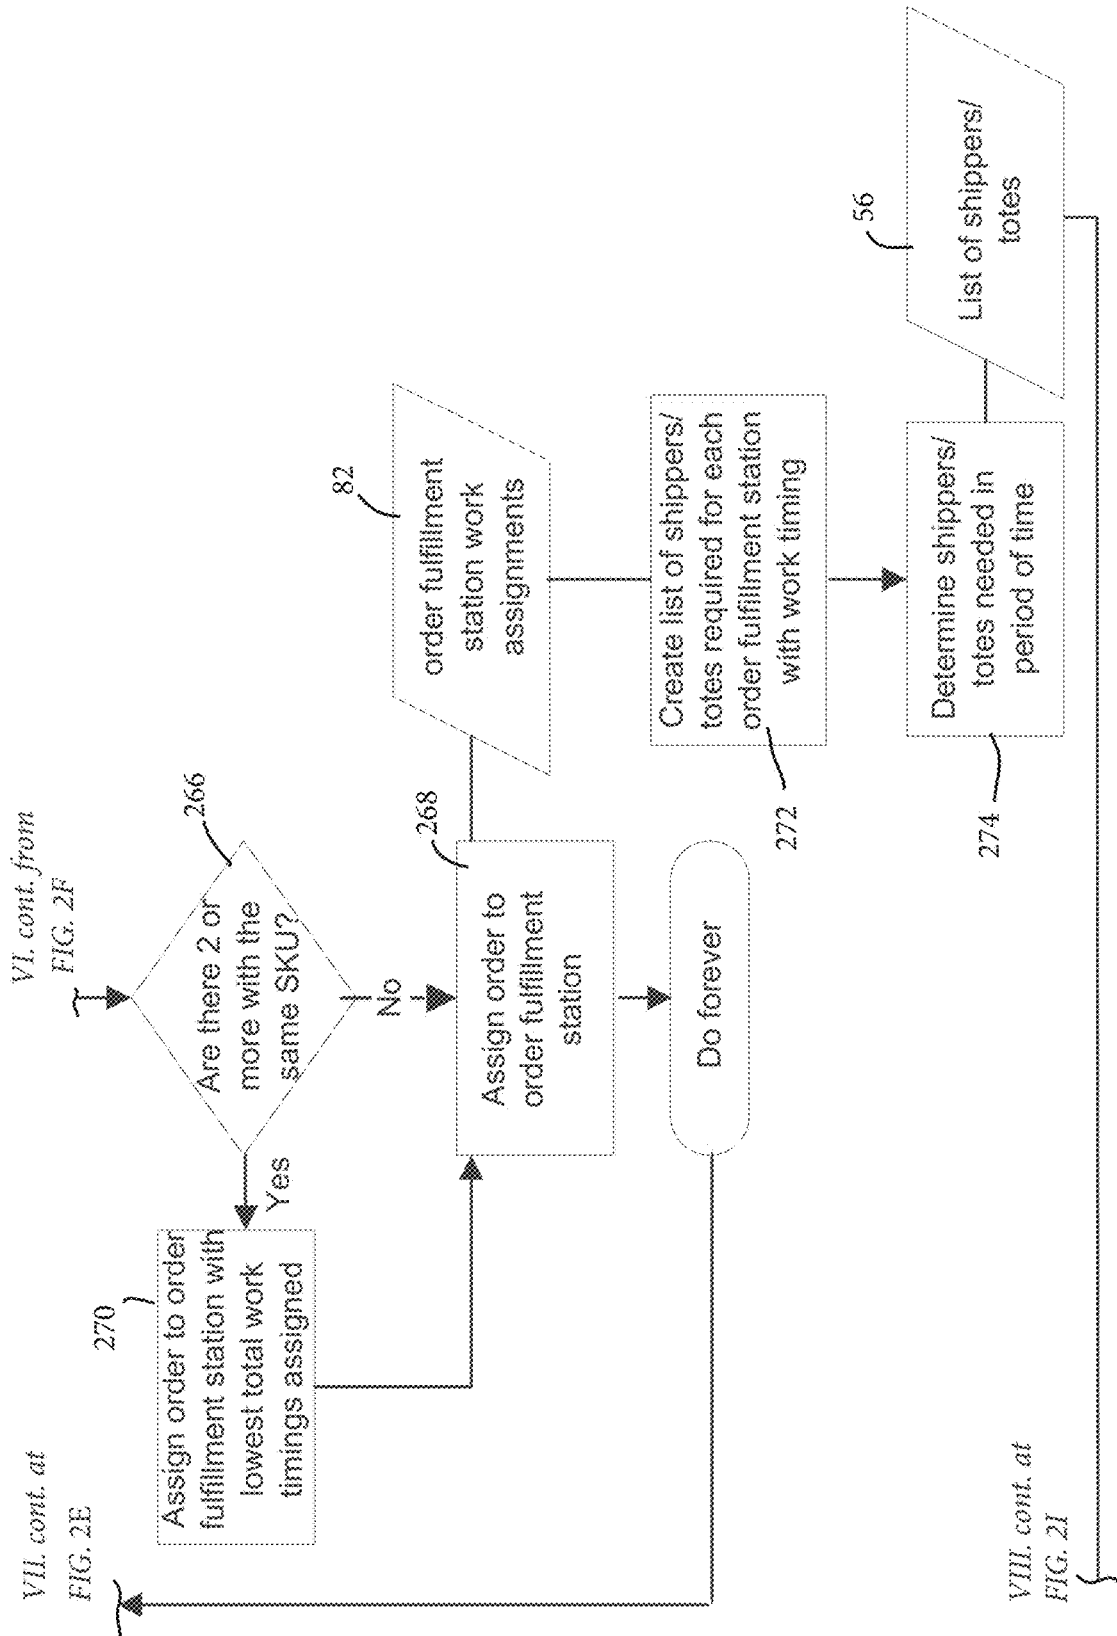 VII. cont. at
FIG. 2E
VI. cont. from
FIG. 2F
270
Assign order to order
fulfillment station with
lowest total work
timings assigned
Yes
266
Are there 2 or
more with the
same SKU?
No
268
Assign order to
order fulfillment
station
Do forever
82
order fulfillment
station work
assignments
Create list of shippers/
totes required for each
order fulfillment station
with work timing
272
Determine shippers/
totes needed in
period of time
274
56
List of shippers/
totes
VIII. cont. at
FIG. 2I